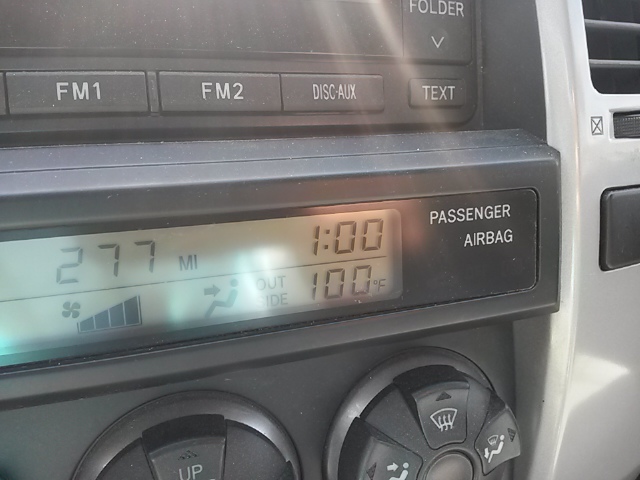 FOLDER
FM1 FM2 DISC·AUX TEXT
277 MI 1:00
OUT SIDE 100°F
PASSENGER
AIRBAG
UP